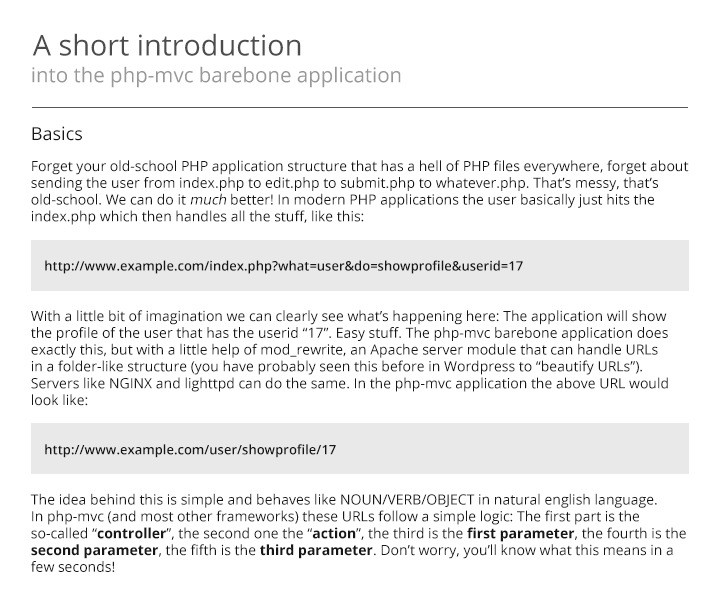 A short introduction
into the php-mvc barebone application
Basics
Forget your old-school PHP application structure that has a hell of PHP files everywhere, forget about
sending the user from index.php to edit.php to submit.php to whatever.php. That’s messy, that’s
old-school. We can do it much better! In modern PHP applications the user basically just hits the
index.php which then handles all the stuff, like this:
http://www.example.com/index.php?what=user&do=showprofile&userid=17
With a little bit of imagination we can clearly see what’s happening here: The application will show
the profile of the user that has the userid “17”. Easy stuff. The php-mvc barebone application does
exactly this, but with a little help of mod_rewrite, an Apache server module that can handle URLs
in a folder-like structure (you have probably seen this before in Wordpress to “beautify URLs”).
Servers like NGINX and lighttpd can do the same. In the php-mvc application the above URL would
look like:
http://www.example.com/user/showprofile/17
The idea behind this is simple and behaves like NOUN/VERB/OBJECT in natural english language.
In php-mvc (and most other frameworks) these URLs follow a simple logic: The first part is the
so-called “controller”, the second one the “action”, the third is the first parameter, the fourth is the
second parameter, the fifth is the third parameter. Don’t worry, you’ll know what this means in a
few seconds!